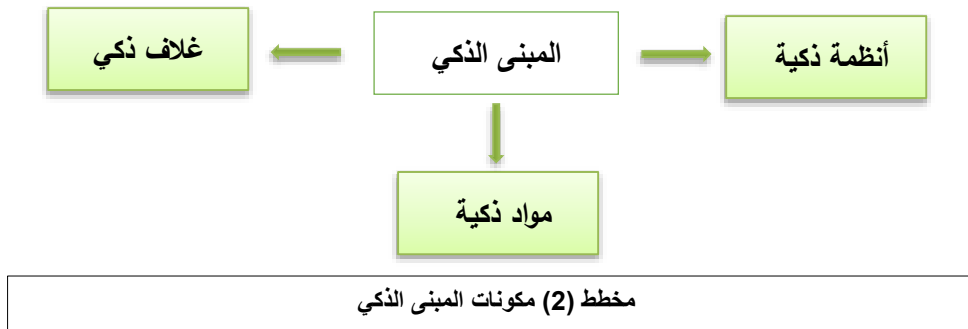 أنظمة ذكية
المبنى الذكي
غلاف ذكي
مواد ذكية
مخطط (2) مكونات المبنى الذكي